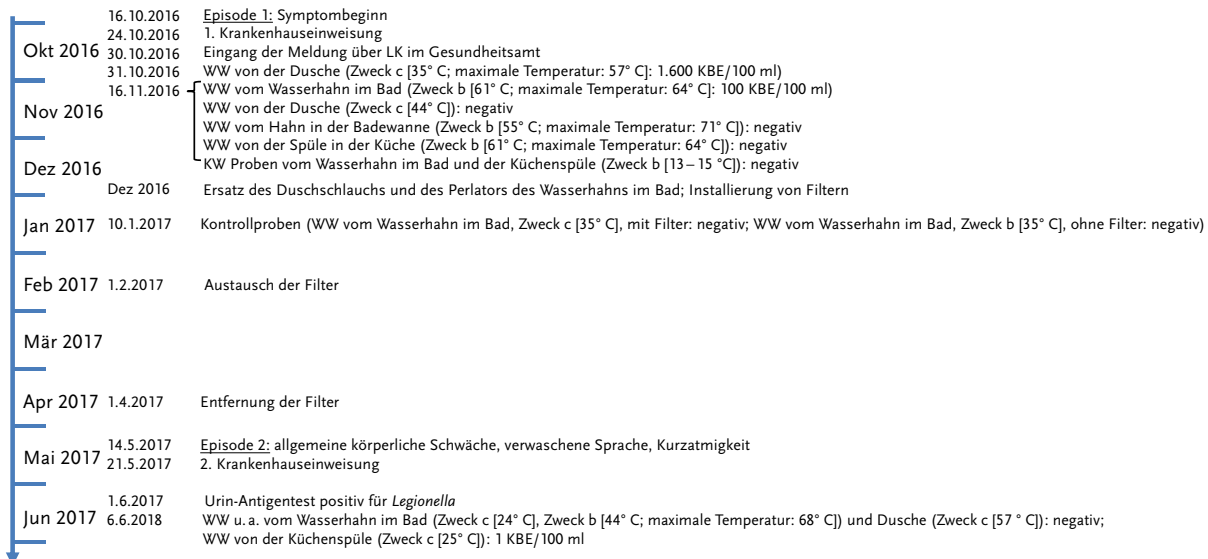 16.10.2016 Episode 1: Symptombeginn
24.10.2016 1. Krankenhauseinweisung
Okt 2016 30.10.2016 Eingang der Meldung über LK im Gesundheitsamt
31.10.2016 WW von der Dusche (Zweck c [35° C; maximale Temperatur: 57° C]: 1.600 KBE/100 ml)
16.11.2016 WW vom Wasserhahn im Bad (Zweck b [61° C; maximale Temperatur: 64° C]: 100 KBE/100 ml)
Nov 2016 WW von der Dusche (Zweck c [44° C]): negativ
WW vom Hahn in der Badewanne (Zweck b [55° C; maximale Temperatur: 71° C]): negativ
WW von der Spüle in der Küche (Zweck b [61° C; maximale Temperatur: 64° C]): negativ
Dez 2016 KW Proben vom Wasserhahn im Bad und der Küchenspüle (Zweck b [13–15 °C]): negativ
Dez 2016 Ersatz des Duschschlauchs und des Perlators des Wasserhahns im Bad; Installierung von Filtern
Jan 2017 10.1.2017 Kontrollproben (WW vom Wasserhahn im Bad, Zweck c [35° C], mit Filter: negativ; WW vom Wasserhahn im Bad, Zweck b [35° C], ohne Filter: negativ)
Feb 2017 1.2.2017 Austausch der Filter
Mär 2017
Apr 2017 1.4.2017 Entfernung der Filter
14.5.2017 Episode 2: allgemeine körperliche Schwäche, verwaschene Sprache, Kurzatmigkeit
Mai 2017 21.5.2017 2. Krankenhauseinweisung
1.6.2017 Urin-Antigentest positiv für Legionella
Jun 2017 6.6.2018 WW u. a. vom Wasserhahn im Bad (Zweck c [24° C], Zweck b [44° C; maximale Temperatur: 68° C]) und Dusche (Zweck c [57 ° C]): negativ;
WW von der Küchenspüle (Zweck c [25° C]): 1 KBE/100 ml